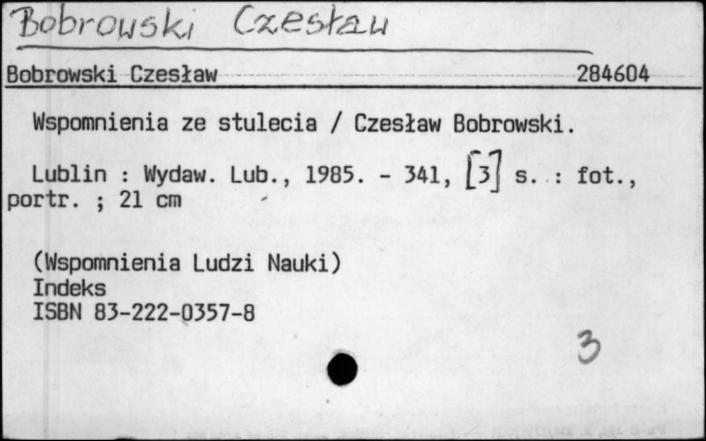 Bobrowski Czesław
Bobrowski Czesław 284604
Wspomnienia ze stulecia / Czesław Bobrowski.
Lublin : Wydaw. Lub., 1985. - 341, [3] s. : fot.,
portr. ; 21 cm
(Wspomnienia Ludzi Nauki)
Indeks
ISBN 83-222-0357-8
3